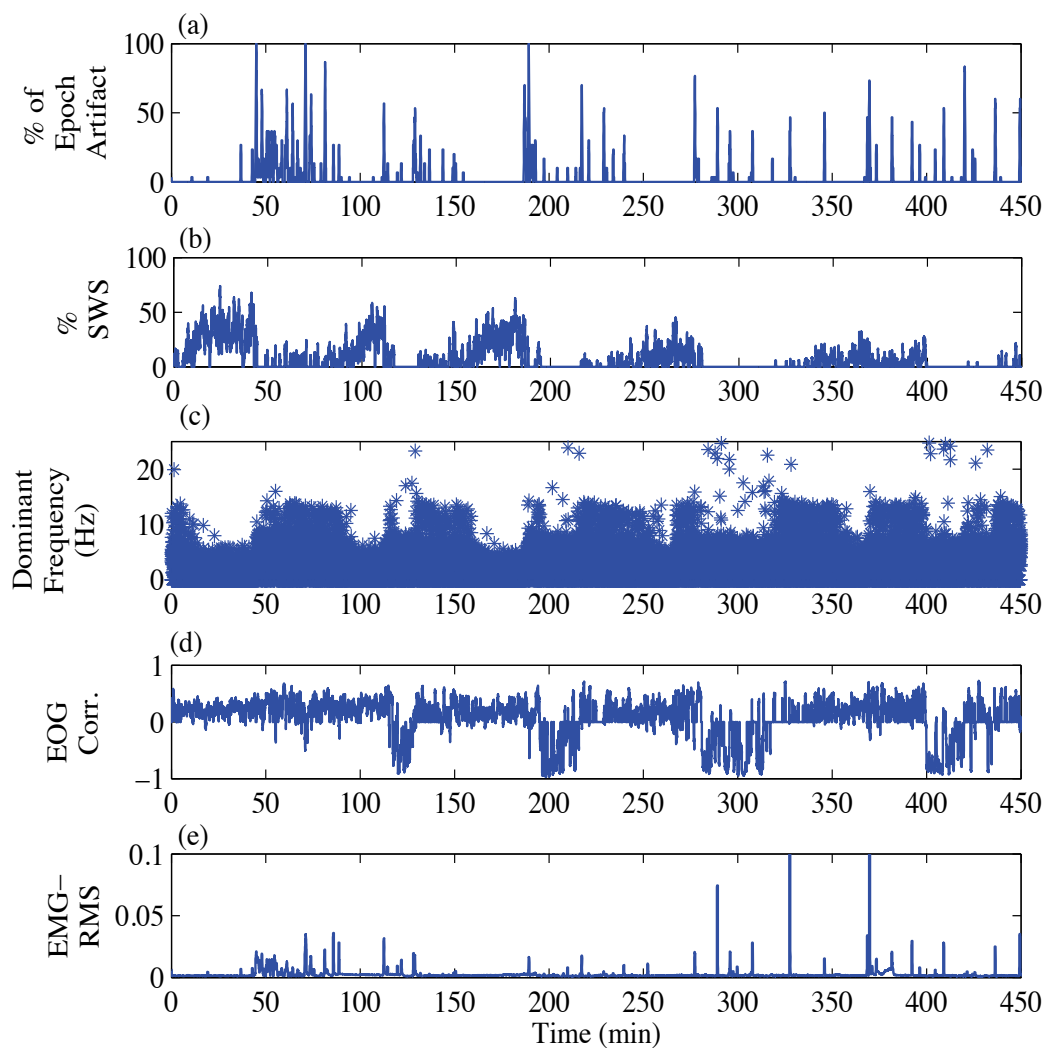 (a)
% of
Epoch
Artifact
100
50
0
0 50 100 150 200 250 300 350 400 450
(b)
%
SWS
100
50
0
0 50 100 150 200 250 300 350 400 450
(c)
Dominant
Frequency
(Hz)
20
10
0
0 50 100 150 200 250 300 350 400 450
(d)
EOG
Corr.
1
0
−1
0 50 100 150 200 250 300 350 400 450
(e)
EMG−
RMS
0.1
0.05
0
0 50 100 150 200 250 300 350 400 450
Time (min)